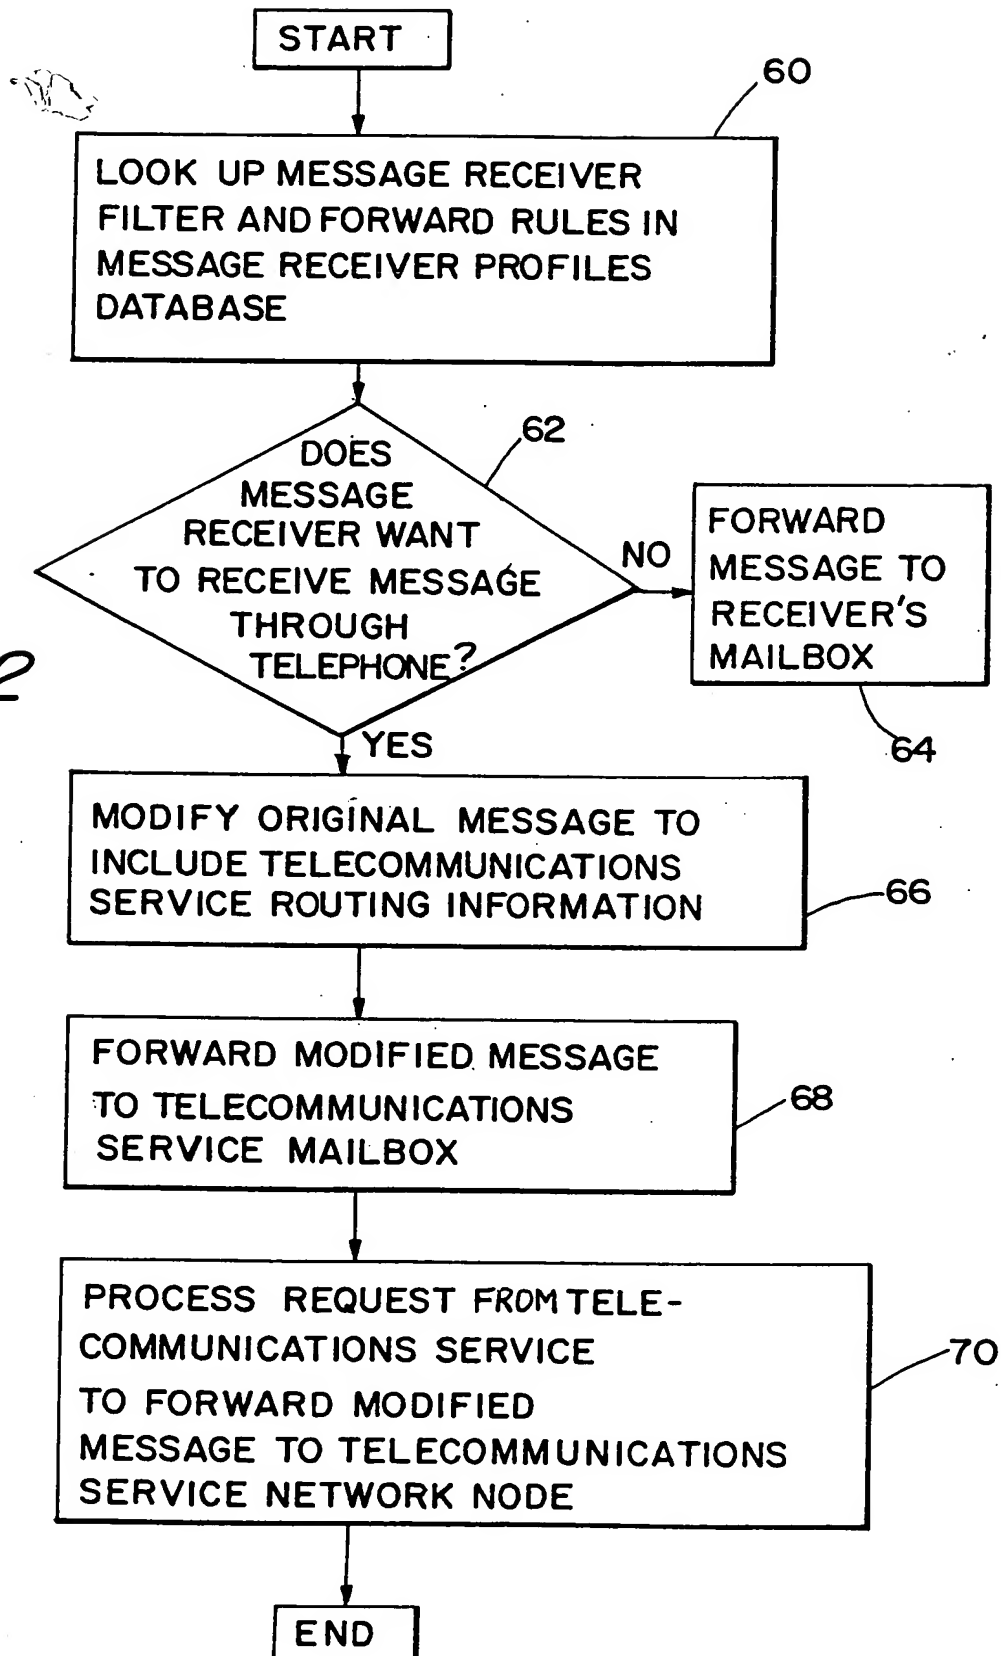 START
60
LOOK UP MESSAGE RECEIVER
FILTER AND FORWARD RULES IN
MESSAGE RECEIVER PROFILES
DATABASE
62
DOES
MESSAGE
RECEIVER WANT
TO RECEIVE MESSAGE
THROUGH
TELEPHONE?
NO
FORWARD
MESSAGE TO
RECEIVER'S
MAILBOX
64
2
YES
MODIFY ORIGINAL MESSAGE TO
INCLUDE TELECOMMUNICATIONS
SERVICE ROUTING INFORMATION
66
FORWARD MODIFIED MESSAGE
TO TELECOMMUNICATIONS
SERVICE MAILBOX
68
PROCESS REQUEST FROM TELE-
COMMUNICATIONS SERVICE
TO FORWARD MODIFIED
MESSAGE TO TELECOMMUNICATIONS
SERVICE NETWORK NODE
70
END